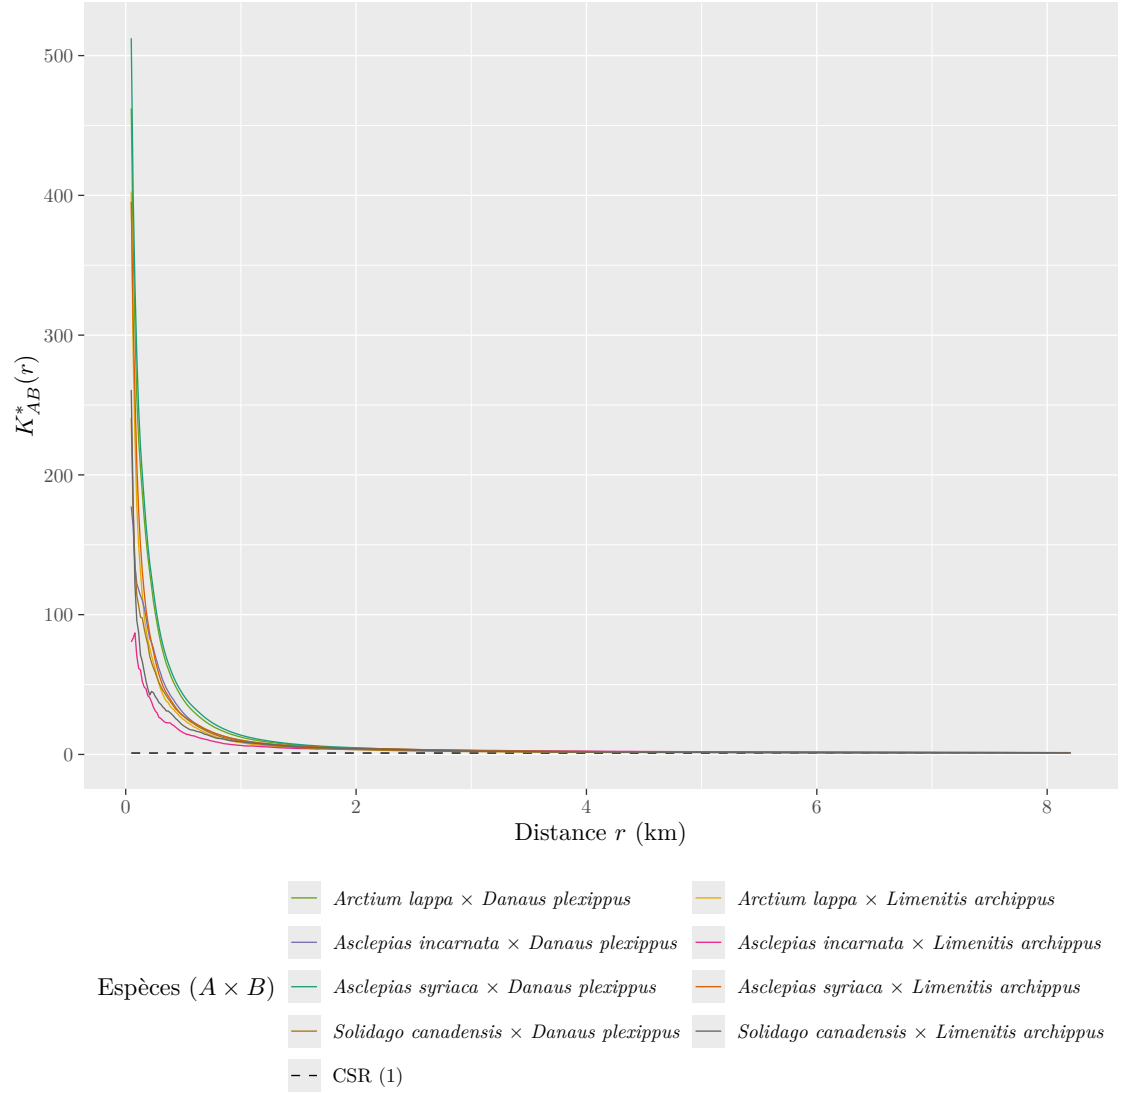 500
400
300
200
100
0
K*AB(r)
0 2 4 6 8
Distance r (km)
Espèces (A × B)
Arctium lappa × Danaus plexippus
Arctium lappa × Limenitis archippus
Asclepias incarnata × Danaus plexippus
Asclepias incarnata × Limenitis archippus
Asclepias syriaca × Danaus plexippus
Asclepias syriaca × Limenitis archippus
Solidago canadensis × Danaus plexippus
Solidago canadensis × Limenitis archippus
CSR (1)